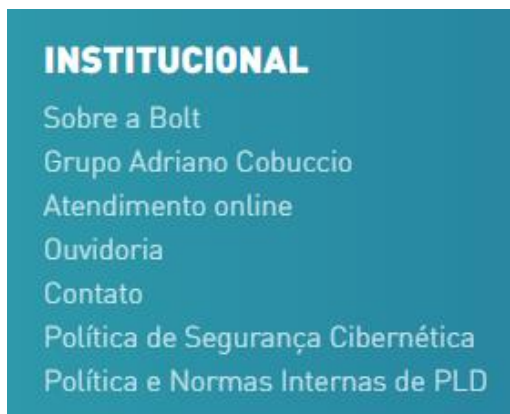 INSTITUCIONAL
Sobre a Bolt
Grupo Adriano Cobuccio
Atendimento online
Ouvidoria
Contato
Política de Segurança Cibernética
Política e Normas Internas de PLD